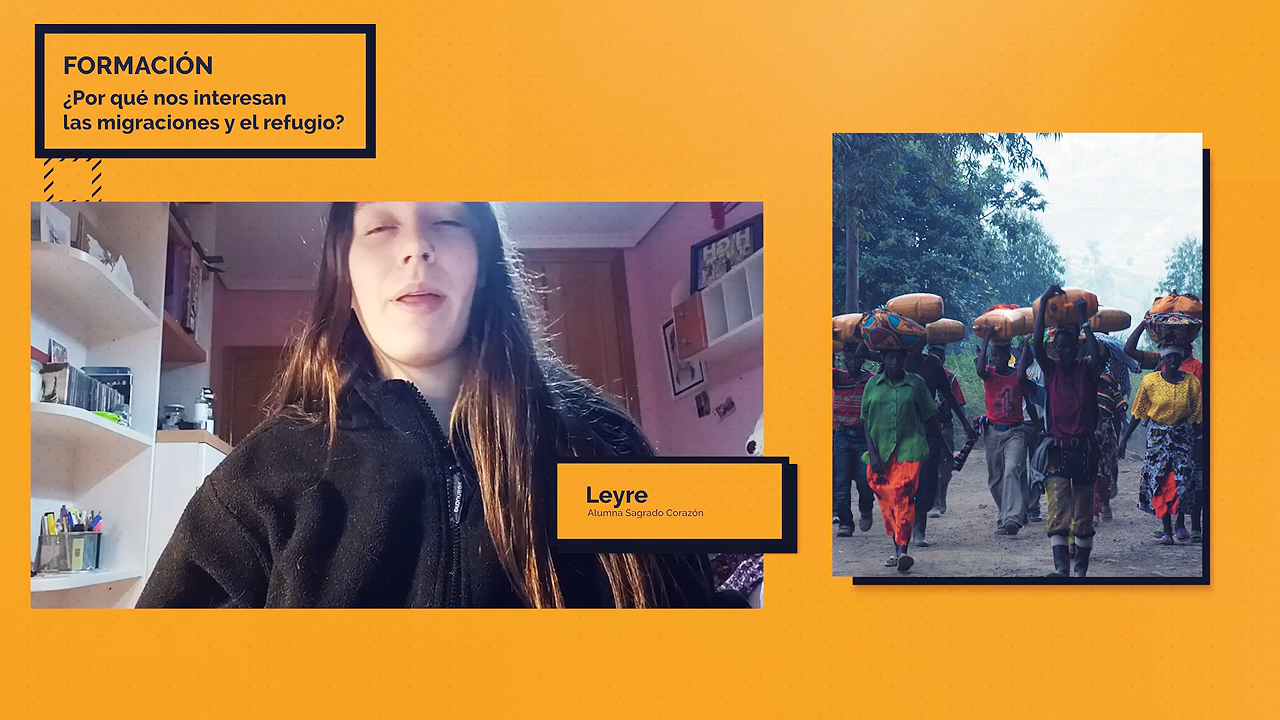 FORMACIÓN
¿Por qué nos interesan
las migraciones y el refugio?
Leyre
Alumna Sagrado Corazón